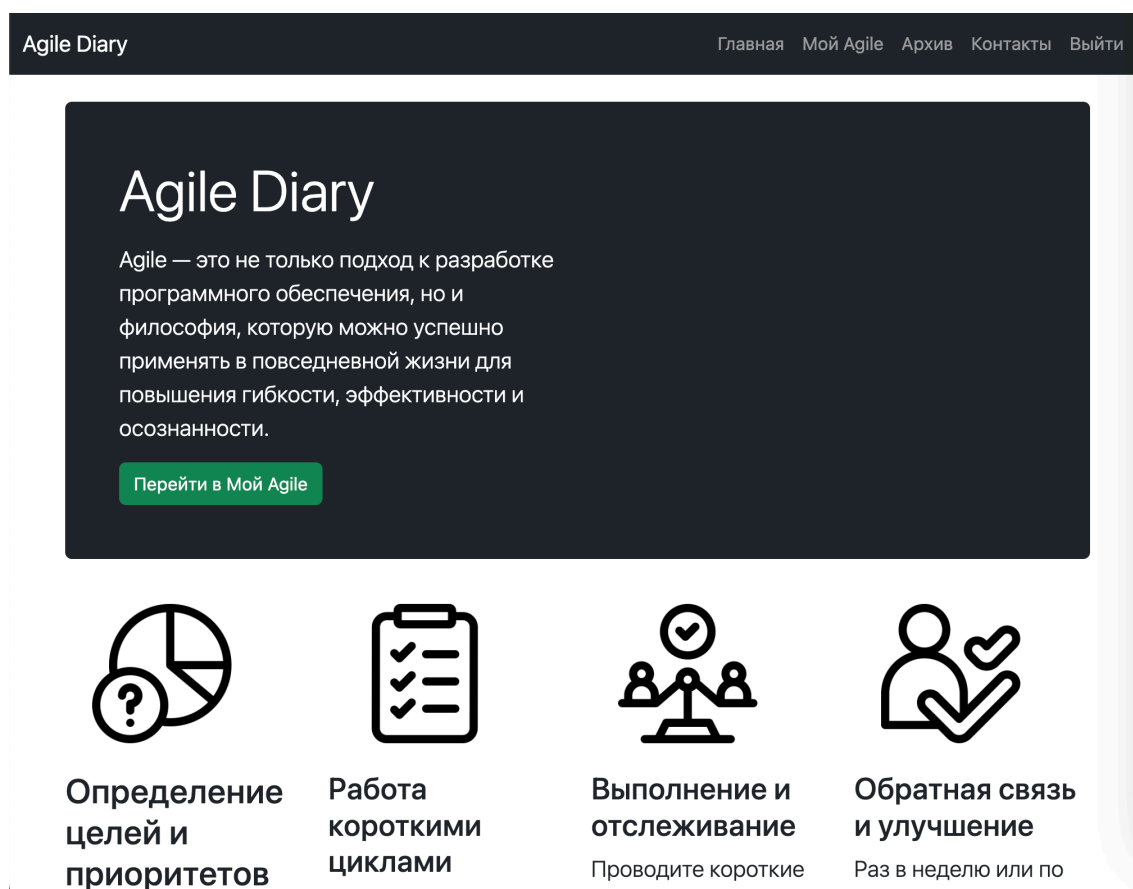 Agile Diary
Главная Мой Agile Архив Контакты Выйти
Agile Diary
Agile — это не только подход к разработке
программного обеспечения, но и
философия, которую можно успешно
применять в повседневной жизни для
повышения гибкости, эффективности и
осознанности.
Перейти в Мой Agile
?
Определение
целей и
приоритетов
Работа
короткими
циклами
Выполнение и
отслеживание
Проводите короткие
Обратная связь
и улучшение
Раз в неделю или по